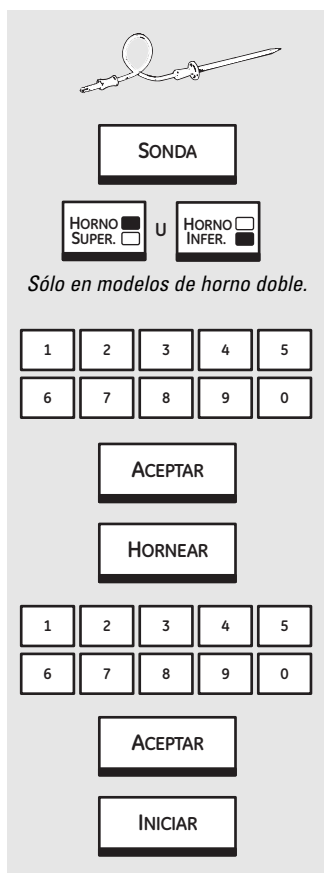 SONDA
HORNO SUPER. U HORNO INFER.
Sólo en modelos de horno doble.
1 2 3 4 5
6 7 8 9 0
ACEPTAR
HORNEAR
1 2 3 4 5
6 7 8 9 0
ACEPTAR
INICIAR